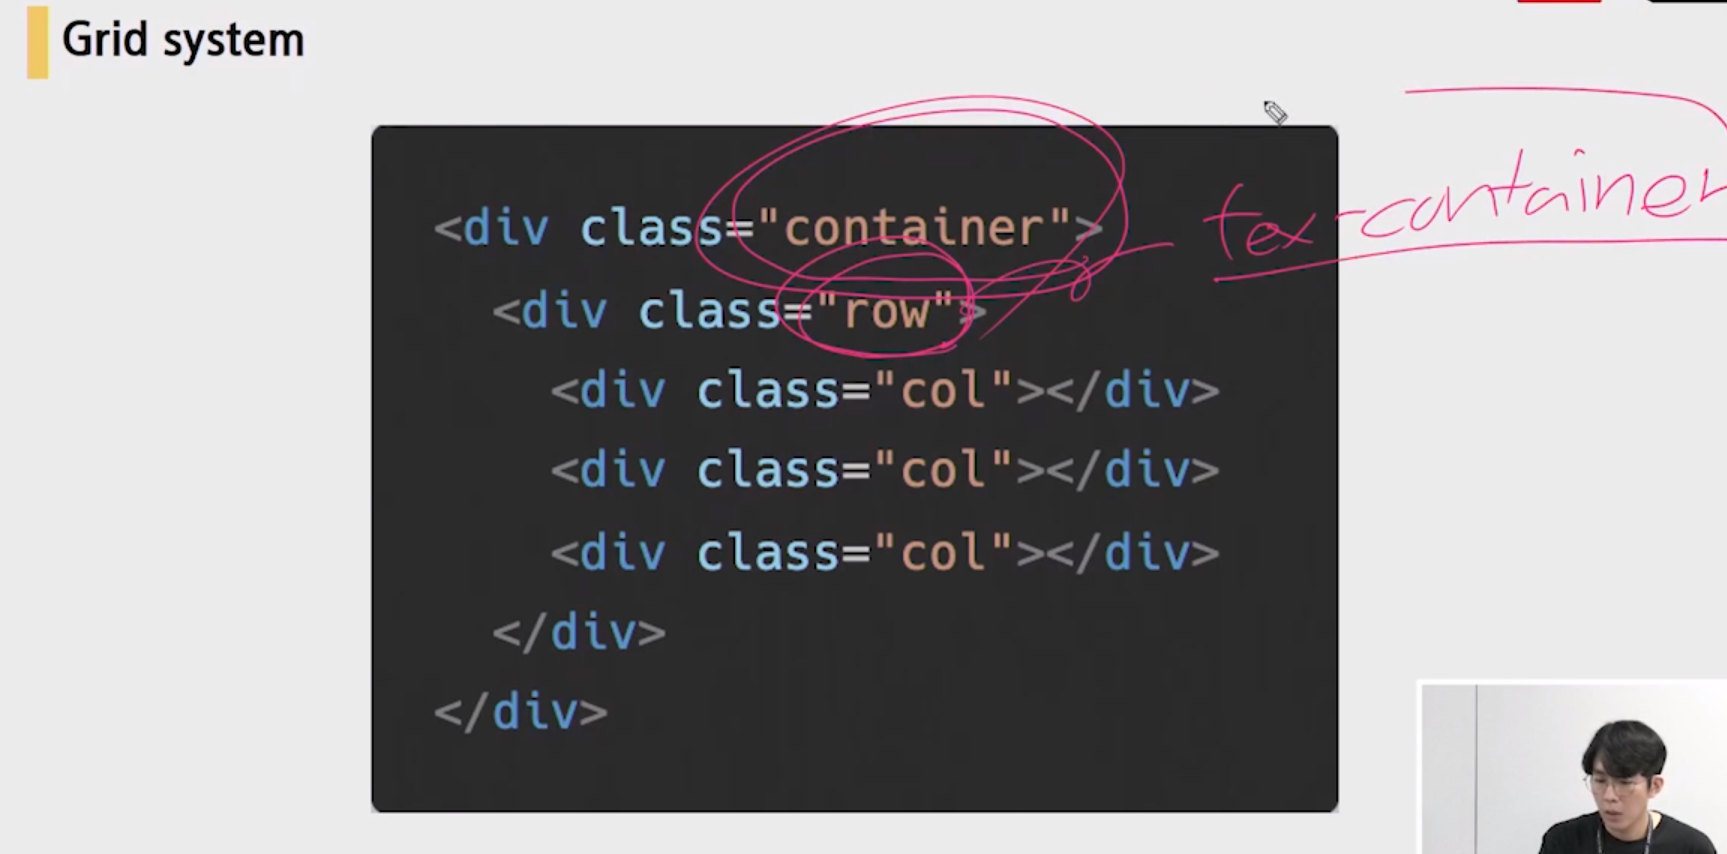 Grid system
<div class="container">
<div class="row">
<div class="col"></div>
<div class="col"></div>
<div class="col"></div>
</div>
</div>
flex-container